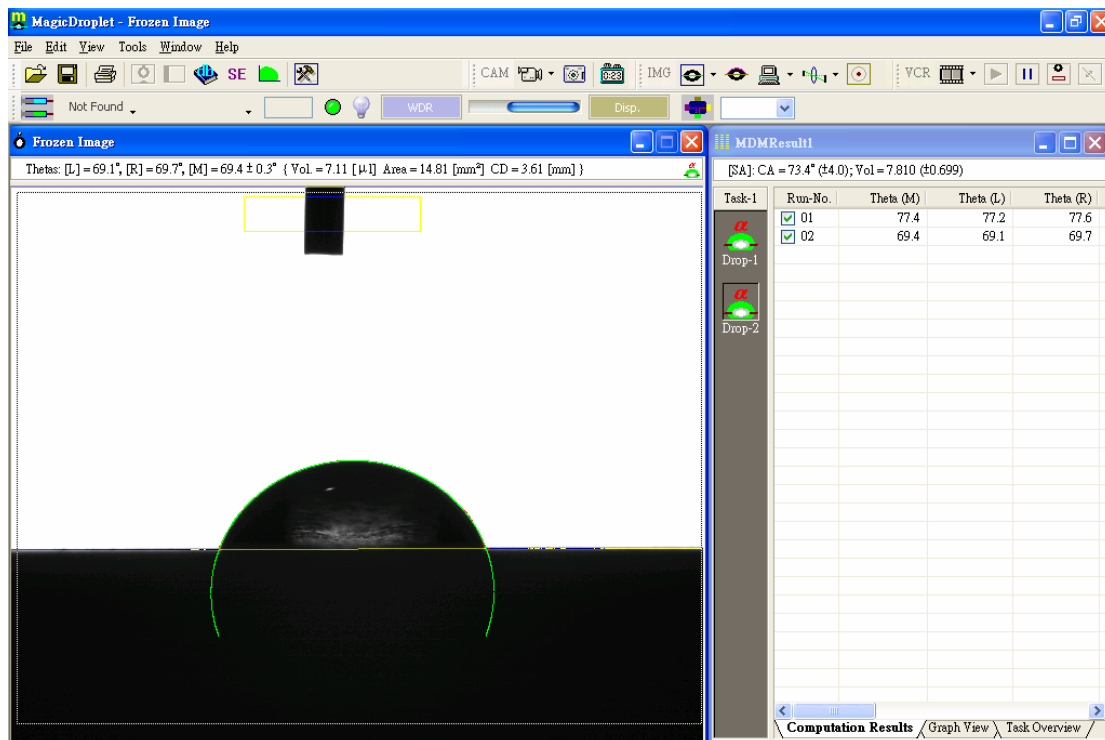 MagicDroplet - Frozen Image
File Edit View Tools Window Help
SE CAM 0:23 IMG VCR
Not Found WDR Disp.
Frozen Image
Thetas: [L] = 69.1°, [R] = 69.7°, [M] = 69.4 ± 0.3° { Vol. = 7.11 [µl] Area = 14.81 [mm²] CD = 3.61 [mm] }
MDMResult1
[SA]: CA = 73.4° (±4.0); Vol = 7.810 (±0.699)
Task-1 Run-No. Theta (M) Theta (L) Theta (R)
01 77.4 77.2 77.6
02 69.4 69.1 69.7
α
Drop-1
α
Drop-2
Computation Results Graph View Task Overview